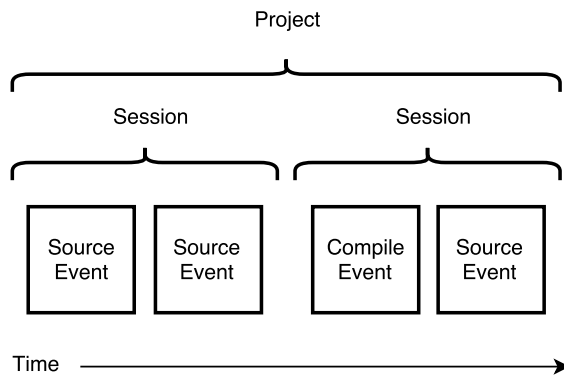 Project
Session
Session
Source
Event
Source
Event
Compile
Event
Source
Event
Time